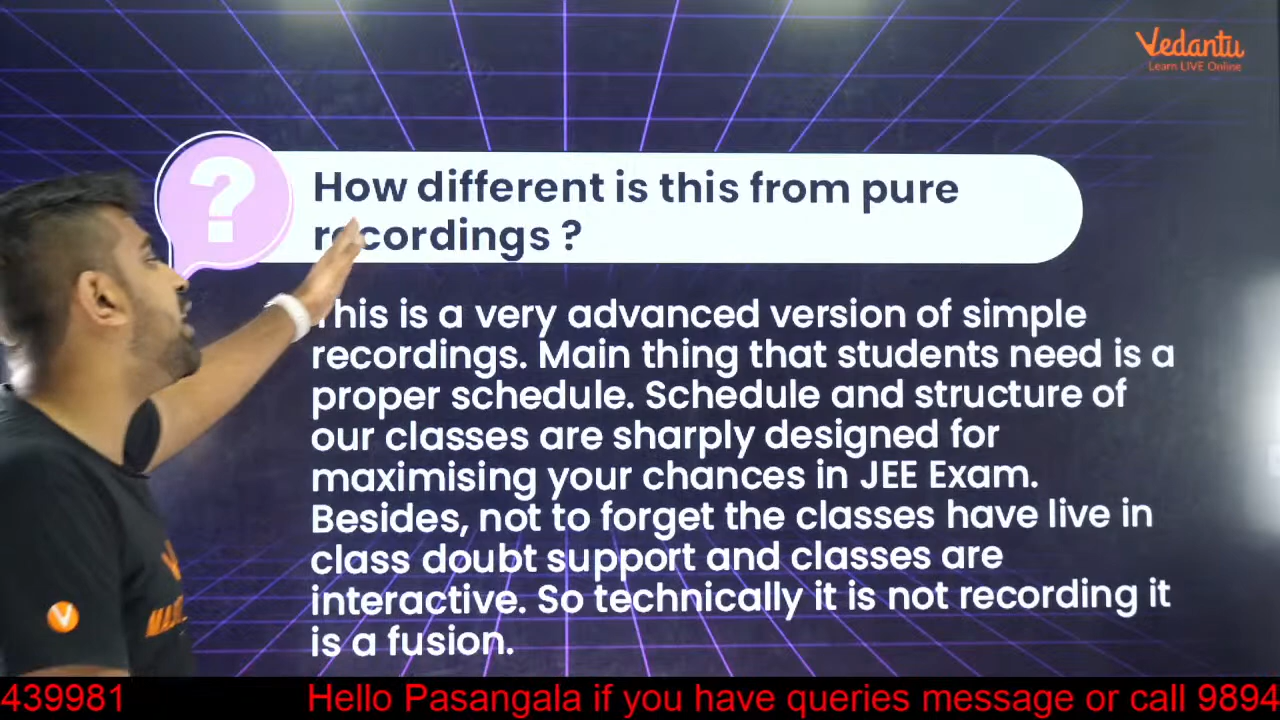 Vedantu
Learn LIVE Online
?
How different is this from pure
recordings ?
This is a very advanced version of simple
recordings. Main thing that students need is a
proper schedule. Schedule and structure of
our classes are sharply designed for
maximising your chances in JEE Exam.
Besides, not to forget the classes have live in
class doubt support and classes are
interactive. So technically it is not recording it
is a fusion.
V
439981 Hello Pasangala if you have queries message or call 9894